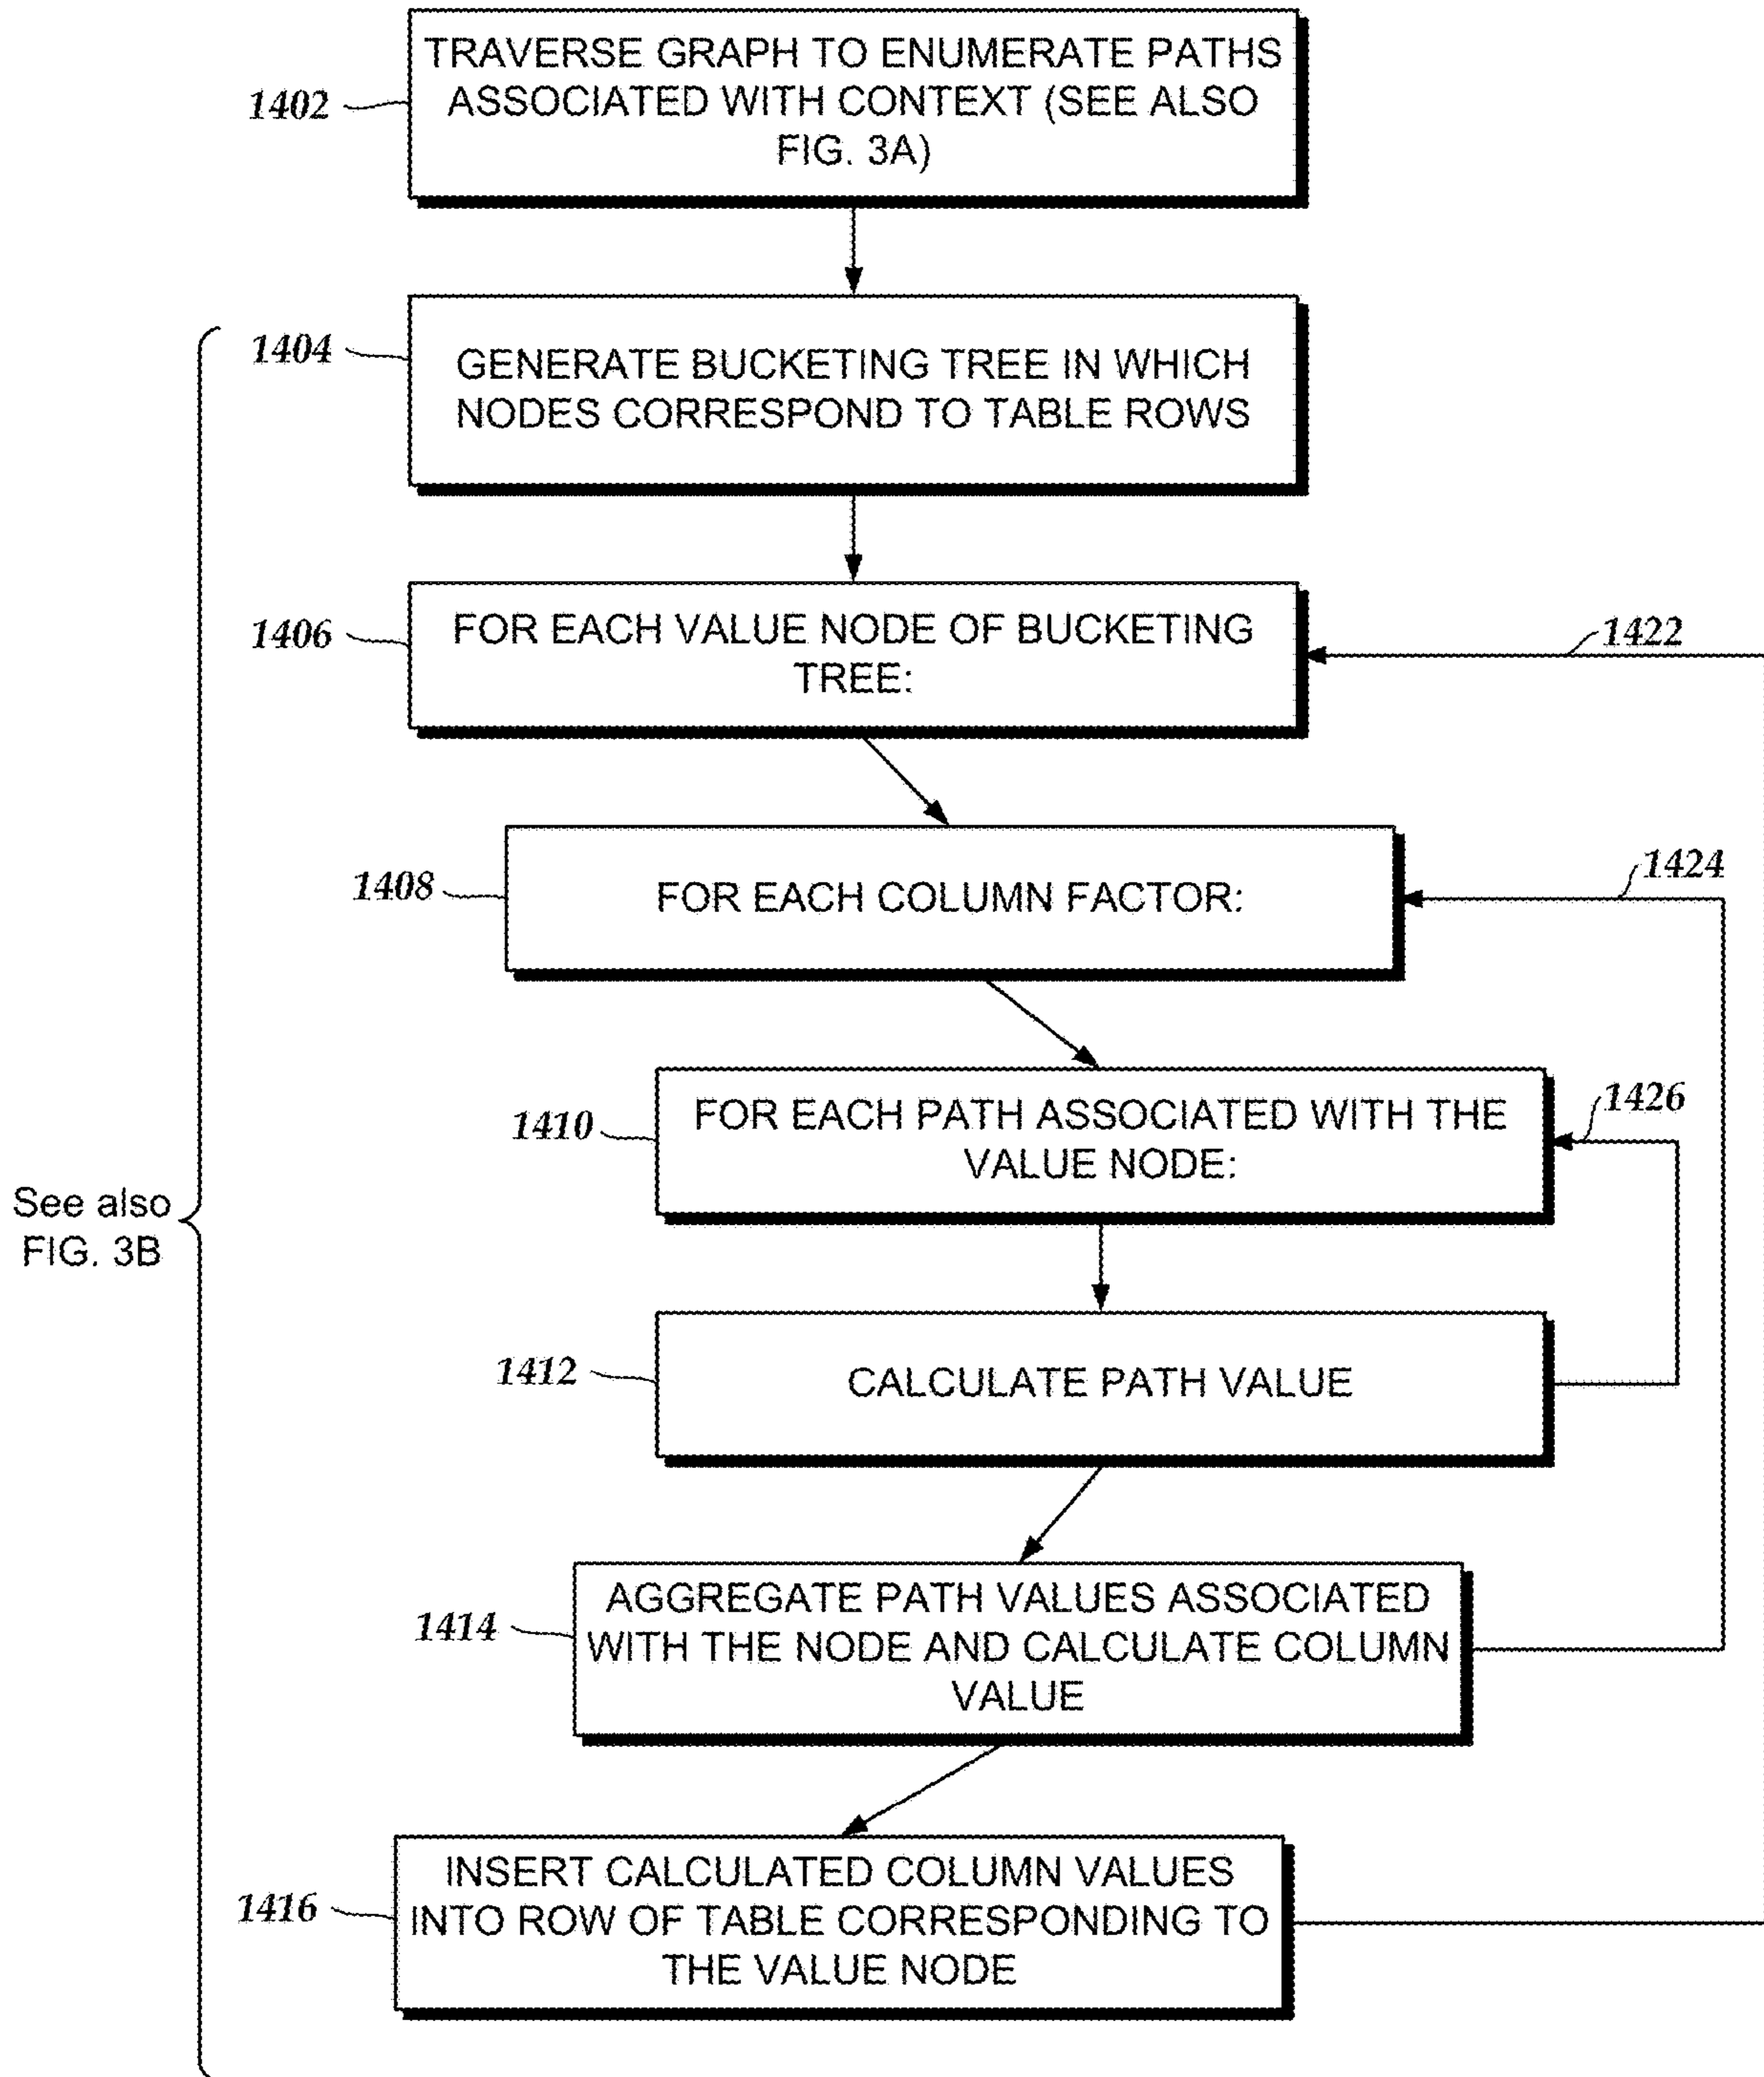 TRAVERSE GRAPH TO ENUMERATE PATHS
ASSOCIATED WITH CONTEXT (SEE ALSO
FIG. 3A)
1402
1404
GENERATE BUCKETING TREE IN WHICH
NODES CORRESPOND TO TABLE ROWS
1406
FOR EACH VALUE NODE OF BUCKETING
TREE:
1422
1408
FOR EACH COLUMN FACTOR:
1424
1410
FOR EACH PATH ASSOCIATED WITH THE
VALUE NODE:
1426
See also
FIG. 3B
1412
CALCULATE PATH VALUE
1414
AGGREGATE PATH VALUES ASSOCIATED
WITH THE NODE AND CALCULATE COLUMN
VALUE
1416
INSERT CALCULATED COLUMN VALUES
INTO ROW OF TABLE CORRESPONDING TO
THE VALUE NODE